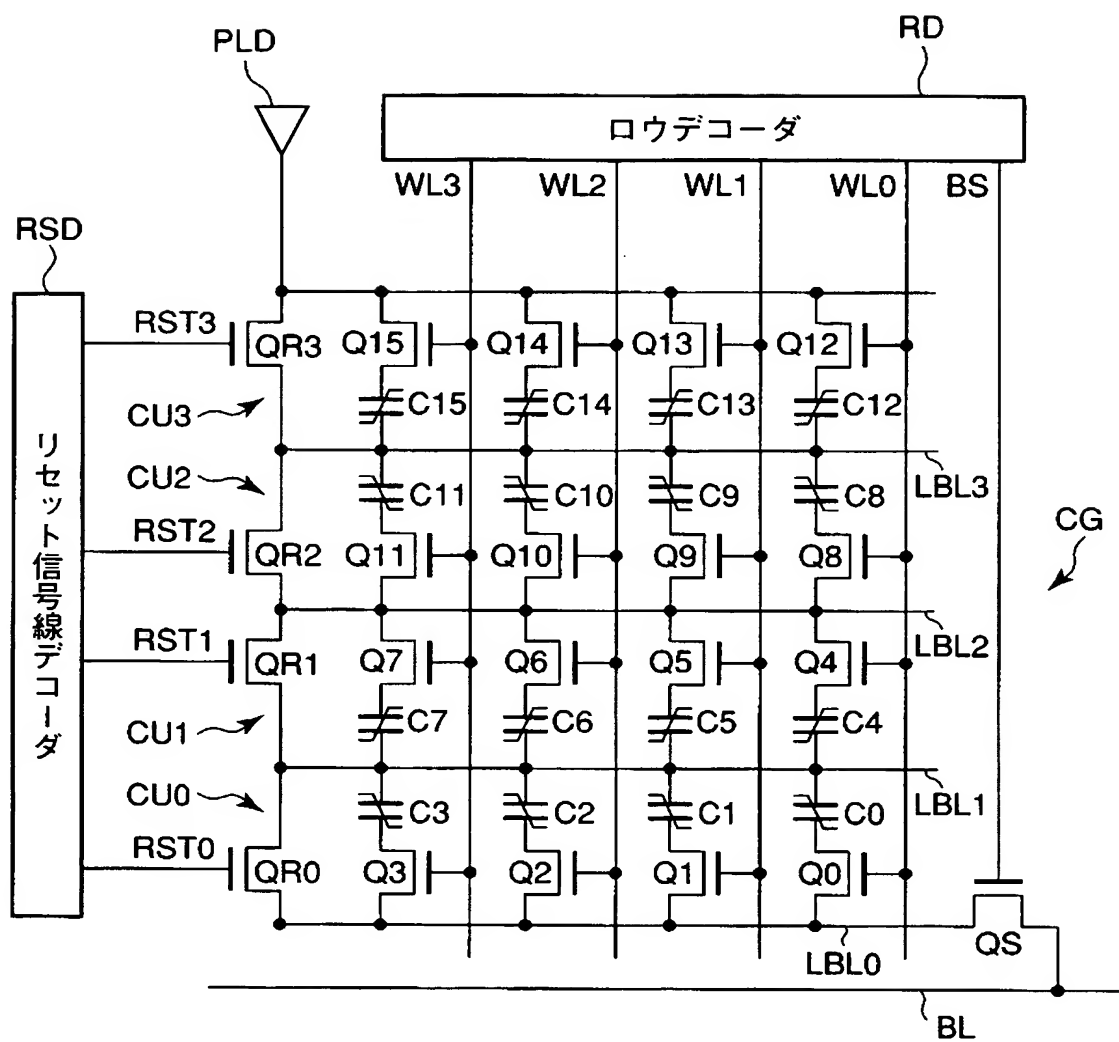 PLD
RD
ロウデコーダ
WL3 WL2 WL1 WL0 BS
RSD
リセット信号線デコーダ
RST3
QR3 Q15 Q14 Q13 Q12
CU3
C15 C14 C13 C12
LBL3
CU2
C11 C10 C9 C8
CG
RST2
QR2 Q11 Q10 Q9 Q8
LBL2
RST1
QR1 Q7 Q6 Q5 Q4
CU1
C7 C6 C5 C4
LBL1
CU0
C3 C2 C1 C0
RST0
QR0 Q3 Q2 Q1 Q0
LBL0
QS
BL